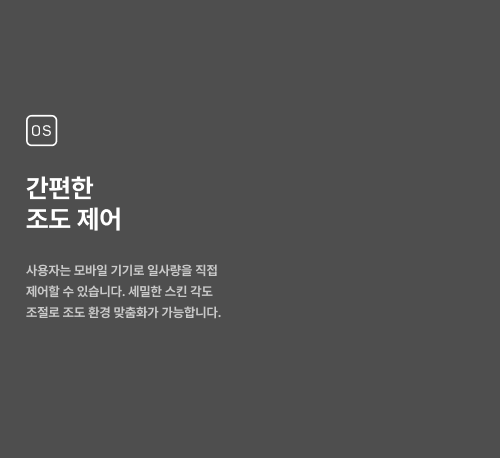 OS
간편한
조도 제어
사용자는 모바일 기기로 일사량을 직접
제어할 수 있습니다. 세밀한 스킨 각도
조절로 조도 환경 맞춤화가 가능합니다.